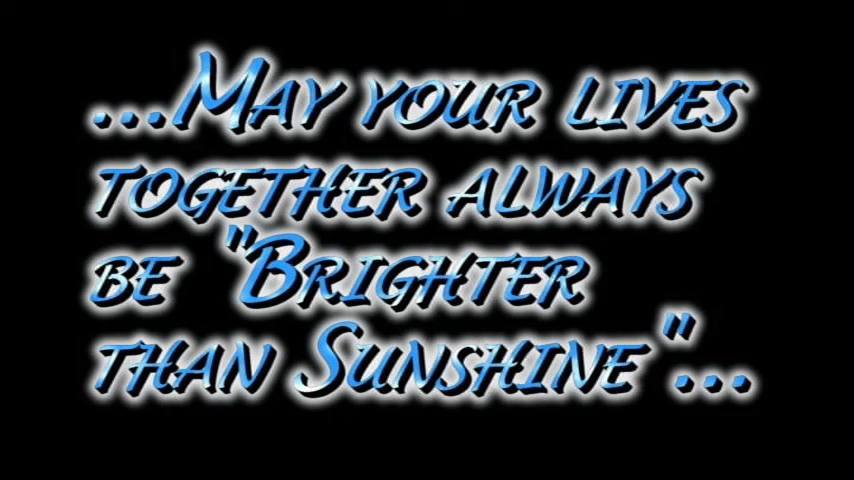 ...May your lives
together always
be "Brighter
than Sunshine"...